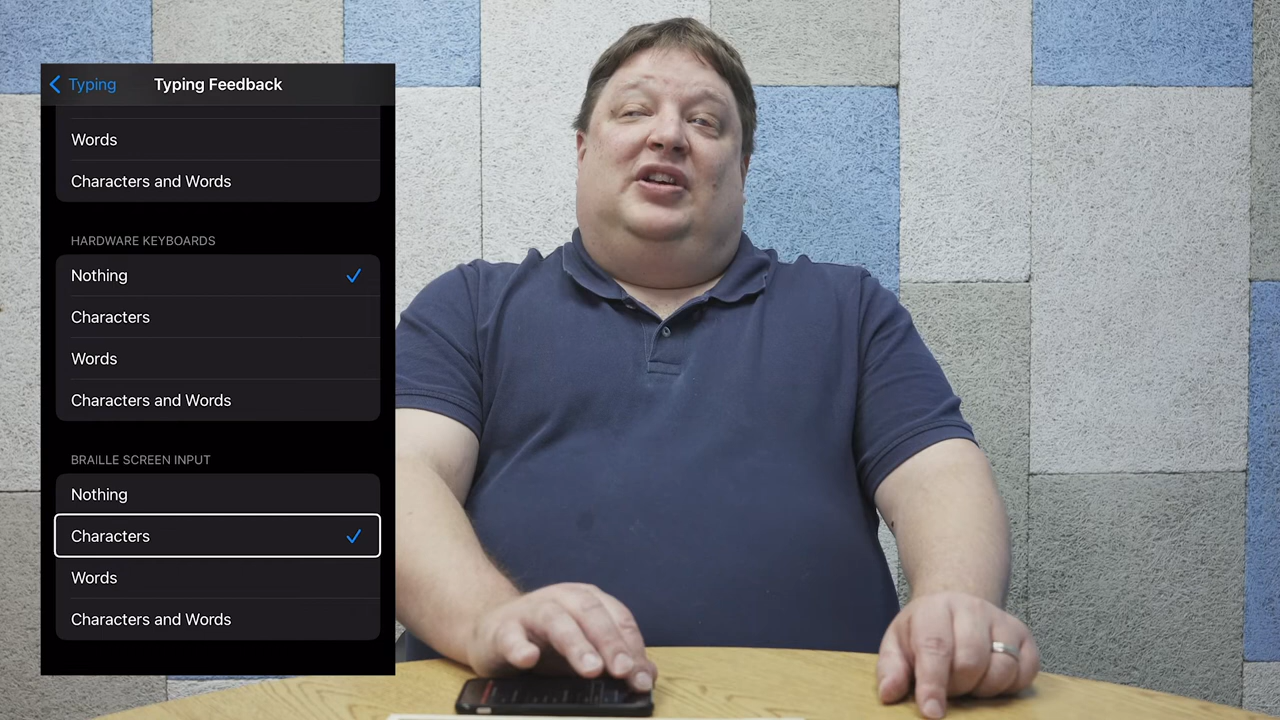 Typing
Typing Feedback
Words
Characters and Words
HARDWARE KEYBOARDS
Nothing
Characters
Words
Characters and Words
BRAILLE SCREEN INPUT
Nothing
Characters
Words
Characters and Words